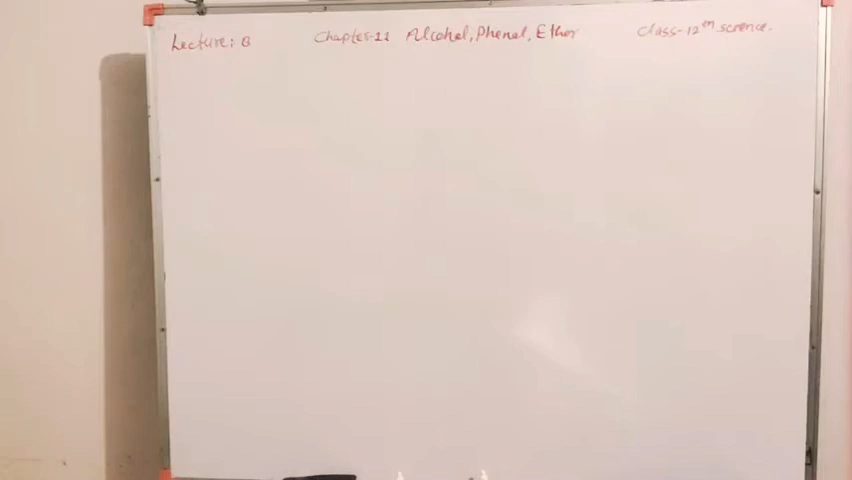 Lecture: 8 Chapter-11 Alcohol, Phenol, Ether Class-12th science.